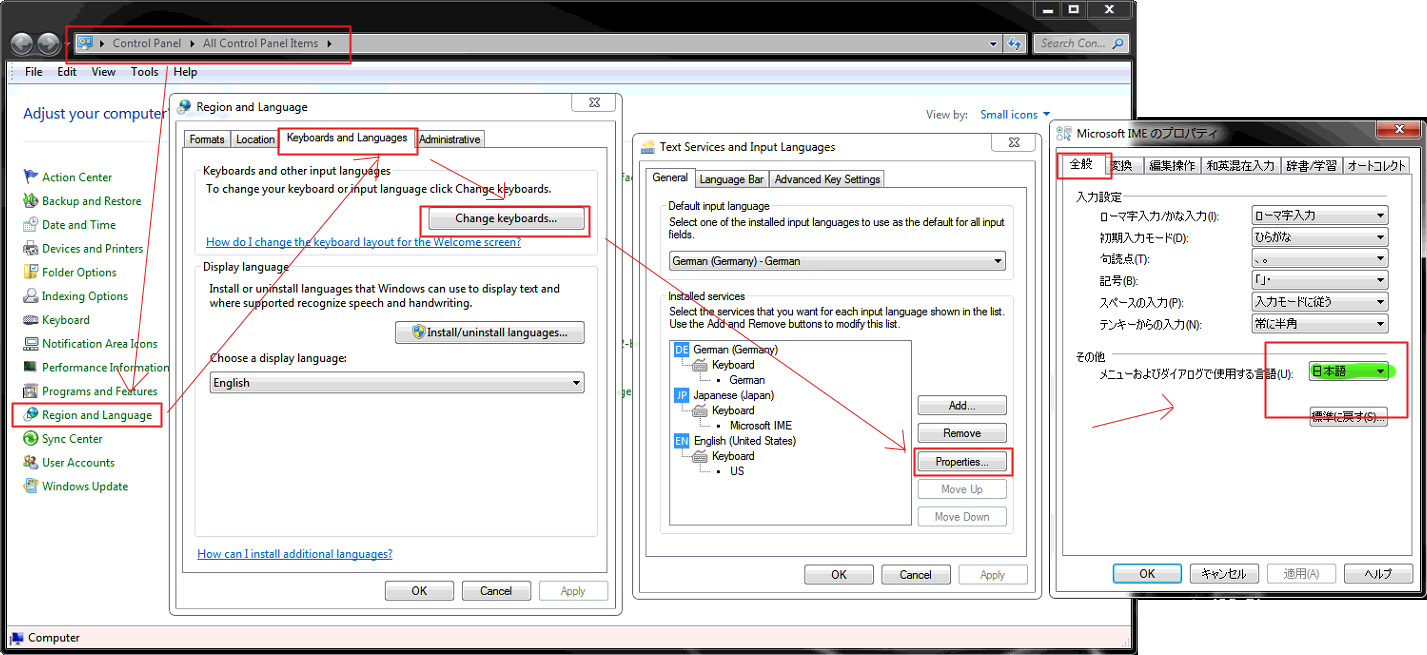 Control Panel
All Control Panel Items
Search Con...
File Edit View Tools Help
Adjust your computer
View by: Small icons
Action Center
Backup and Restore
Date and Time
Devices and Printers
Folder Options
Indexing Options
Keyboard
Notification Area Icons
Performance Information
Programs and Features
Region and Language
Sync Center
User Accounts
Windows Update
Computer
Region and Language
Formats Location Keyboards and Languages Administrative
Keyboards and other input languages
To change your keyboard or input language click Change keyboards.
Change keyboards...
How do I change the keyboard layout for the Welcome screen?
Display language
Install or uninstall languages that Windows can use to display text and
where supported recognize speech and handwriting.
Install/uninstall languages...
Choose a display language:
English
How can I install additional languages?
OK Cancel Apply
Text Services and Input Languages
General Language Bar Advanced Key Settings
Default input language
Select one of the installed input languages to use as the default for all input
fields.
German (Germany) - German
Installed services
Select the services that you want for each input language shown in the list.
Use the Add and Remove buttons to modify this list.
DE German (Germany)
Keyboard
German
JP Japanese (Japan)
Keyboard
Microsoft IME
EN English (United States)
Keyboard
US
Add...
Remove
Properties...
Move Up
Move Down
OK Cancel Apply
Microsoft IME のプロパティ
全般 変換 編集操作 和英混在入力 辞書/学習 オートコレクト
入力設定
ローマ字入力/かな入力(I): ローマ字入力
初期入力モード(D): ひらがな
句読点(T): 、。
記号(B): 「」・
スペースの入力(P): 入力モードに従う
テンキーからの入力(N): 常に半角
その他
メニューおよびダイアログで使用する言語(U): 日本語
標準に戻す(S)...
OK キャンセル 適用(A) ヘルプ